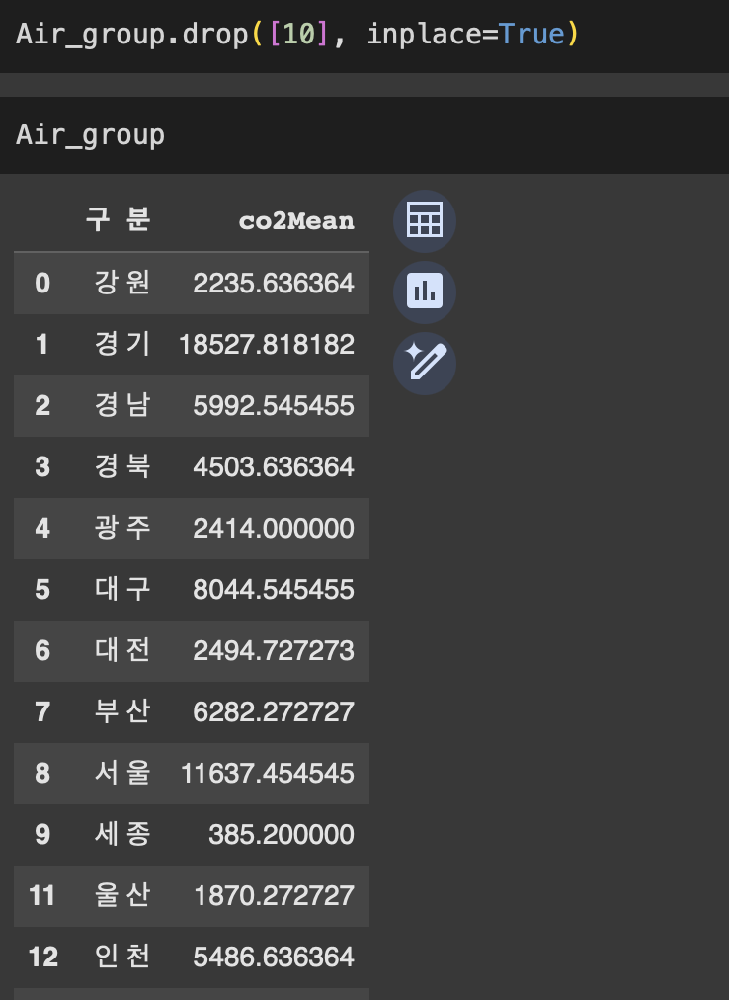 Air_group.drop([10], inplace=True)
Air_group
구 분 co2Mean
0 강 원 2235.636364
1 경 기 18527.818182
2 경 남 5992.545455
3 경 북 4503.636364
4 광 주 2414.000000
5 대 구 8044.545455
6 대 전 2494.727273
7 부 산 6282.272727
8 서 울 11637.454545
9 세 종 385.200000
11 울 산 1870.272727
12 인 천 5486.636364